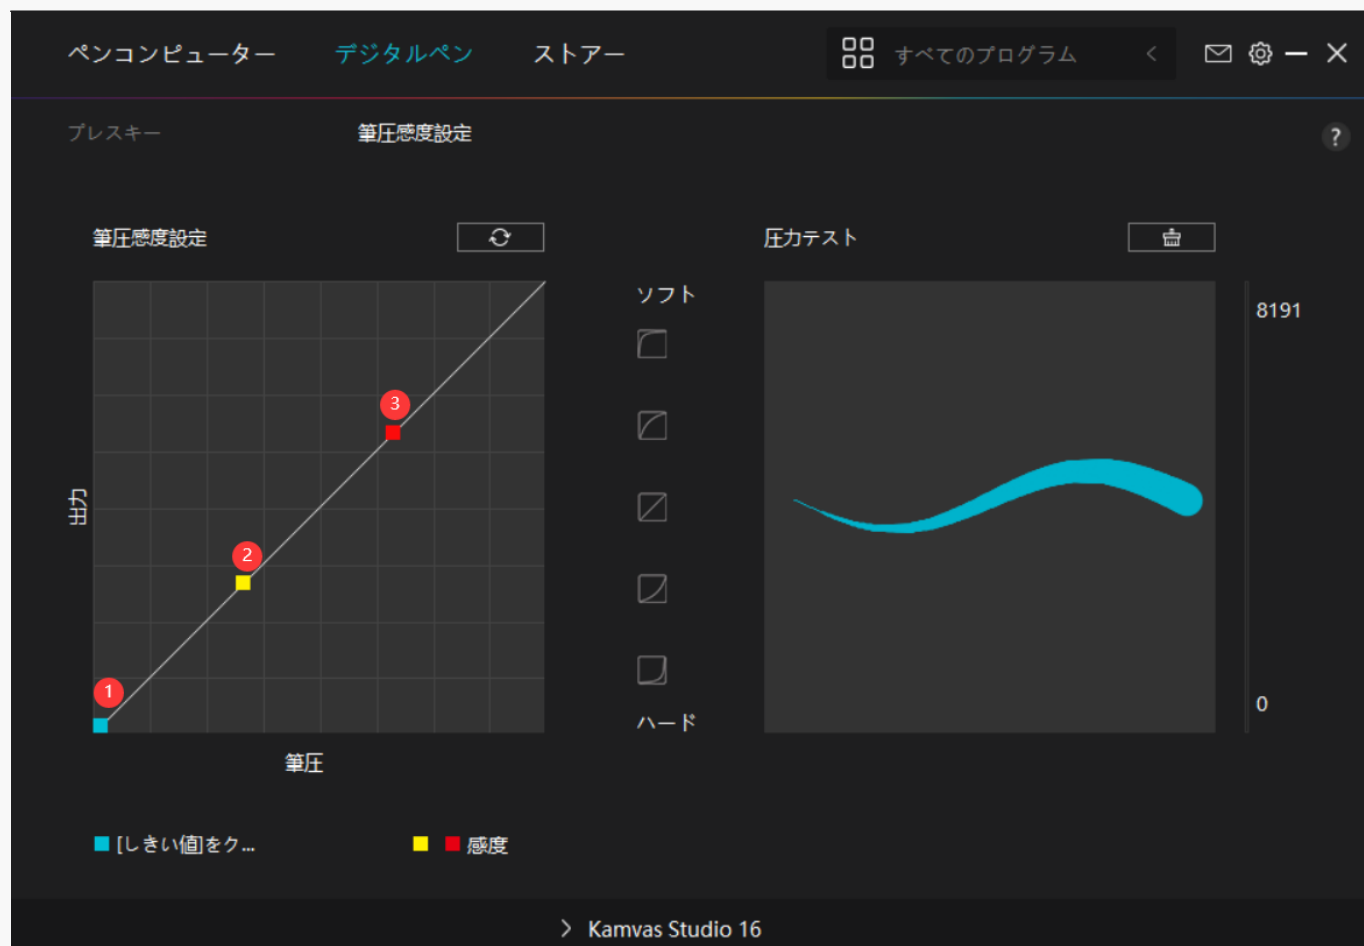 ペンコンピューター デジタルペン ストアー すべてのプログラム
プレスキー 筆圧感度設定 ?
筆圧感度設定 圧力テスト
ソフト
8191
3
出力
2
1
0
ハード
筆圧
[しきい値]をク... 感度
Kamvas Studio 16